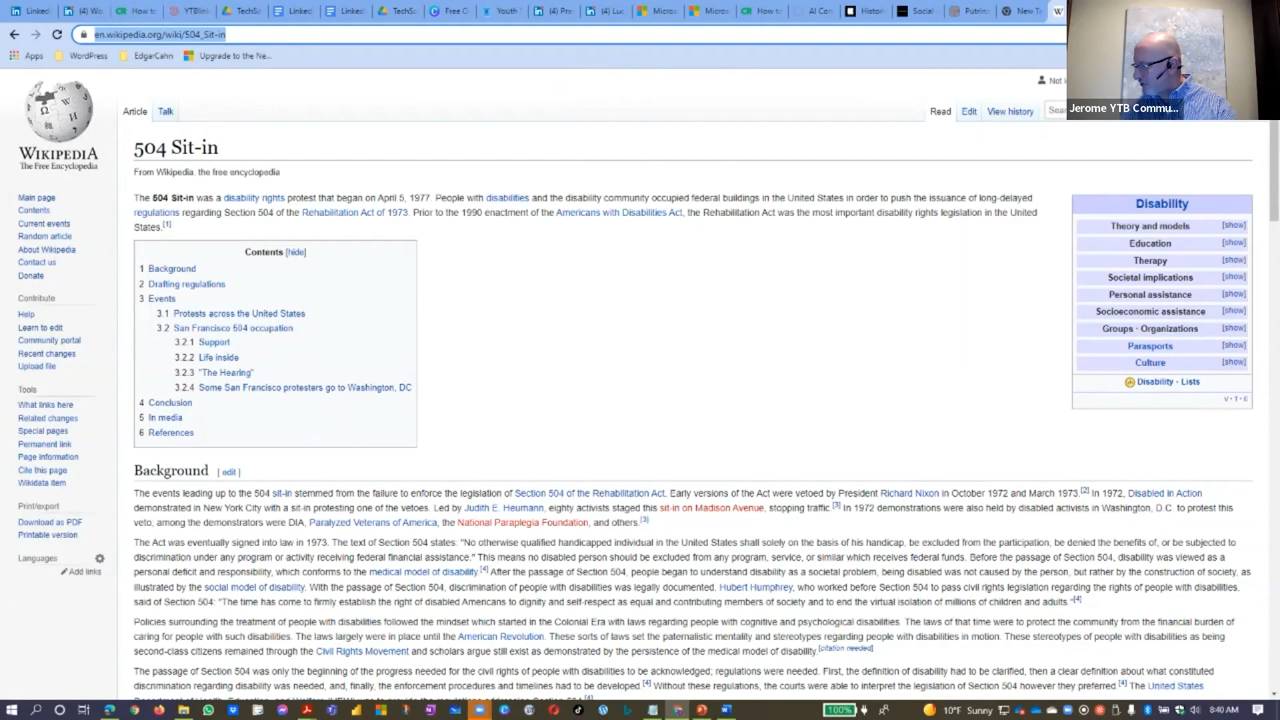 Linked
(4) Wo
CR How to
YTBlin
TechS
Linked
Linked
TechSo
Free C
Youth
(4) Pr
(4) Lu
Micros
Micros
CR How to
AI Con
Histori
Social
Putrin
New T
en.wikipedia.org/wiki/504_Sit-in
Apps
WordPress
EdgarCahn
Upgrade to the Ne...
Jerome YTB Commu...
WIKIPEDIA
The Free Encyclopedia
Article
Talk
Read
Edit
View history
504 Sit-in
From Wikipedia, the free encyclopedia
The 504 Sit-in was a disability rights protest that began on April 5, 1977. People with disabilities and the disability community occupied federal buildings in the United States in order to push the issuance of long-delayed
regulations regarding Section 504 of the Rehabilitation Act of 1973. Prior to the 1990 enactment of the Americans with Disabilities Act, the Rehabilitation Act was the most important disability rights legislation in the United
States.[1]
Contents [hide]
1 Background
2 Drafting regulations
3 Events
3.1 Protests across the United States
3.2 San Francisco 504 occupation
3.2.1 Support
3.2.2 Life inside
3.2.3 "The Hearing"
3.2.4 Some San Francisco protesters go to Washington, DC
4 Conclusion
5 In media
6 References
Disability
Theory and models [show]
Education [show]
Therapy [show]
Societal implications [show]
Personal assistance [show]
Socioeconomic assistance [show]
Groups · Organizations [show]
Parasports [show]
Culture [show]
Disability · Lists
V · T · E
Main page
Contents
Current events
Random article
About Wikipedia
Contact us
Donate
Contribute
Help
Learn to edit
Community portal
Recent changes
Upload file
Tools
What links here
Related changes
Special pages
Permanent link
Page information
Cite this page
Wikidata item
Print/export
Download as PDF
Printable version
Languages
Add links
Background [ edit ]
The events leading up to the 504 sit-in stemmed from the failure to enforce the legislation of Section 504 of the Rehabilitation Act. Early versions of the Act were vetoed by President Richard Nixon in October 1972 and March 1973.[2] In 1972, Disabled in Action
demonstrated in New York City with a sit-in protesting one of the vetoes. Led by Judith E. Heumann, eighty activists staged this sit-in on Madison Avenue, stopping traffic.[3] In 1972 demonstrations were also held by disabled activists in Washington, D.C. to protest this
veto; among the demonstrators were DIA, Paralyzed Veterans of America, the National Paraplegia Foundation, and others.[3]
The Act was eventually signed into law in 1973. The text of Section 504 states: "No otherwise qualified handicapped individual in the United States shall solely on the basis of his handicap, be excluded from the participation, be denied the benefits of, or be subjected to
discrimination under any program or activity receiving federal financial assistance." This means no disabled person should be excluded from any program, service, or similar which receives federal funds. Before the passage of Section 504, disability was viewed as a
personal deficit and responsibility, which conforms to the medical model of disability.[4] After the passage of Section 504, people began to understand disability as a societal problem, being disabled was not caused by the person, but rather by the construction of society, as
illustrated by the social model of disability. With the passage of Section 504, discrimination of people with disabilities was legally documented. Hubert Humphrey, who worked before Section 504 to pass civil rights legislation regarding the rights of people with disabilities,
said of Section 504: "The time has come to firmly establish the right of disabled Americans to dignity and self-respect as equal and contributing members of society and to end the virtual isolation of millions of children and adults."[4]
Policies surrounding the treatment of people with disabilities followed the mindset which started in the Colonial Era with laws regarding people with cognitive and psychological disabilities. The laws of that time were to protect the community from the financial burden of
caring for people with such disabilities. The laws largely were in place until the American Revolution. These sorts of laws set the paternalistic mentality and stereotypes regarding people with disabilities in motion. These stereotypes of people with disabilities as being
second-class citizens remained through the Civil Rights Movement and scholars argue still exist as demonstrated by the persistence of the medical model of disability.[citation needed]
The passage of Section 504 was only the beginning of the progress needed for the civil rights of people with disabilities to be acknowledged; regulations were needed. First, the definition of disability had to be clarified, then a clear definition about what constituted
discrimination regarding disability was needed, and, finally, the enforcement procedures and timelines had to be developed.[4] Without these regulations, the courts were able to interpret the legislation of Section 504 however they preferred.[4] The United States
100%
10°F Sunny
8:40 AM